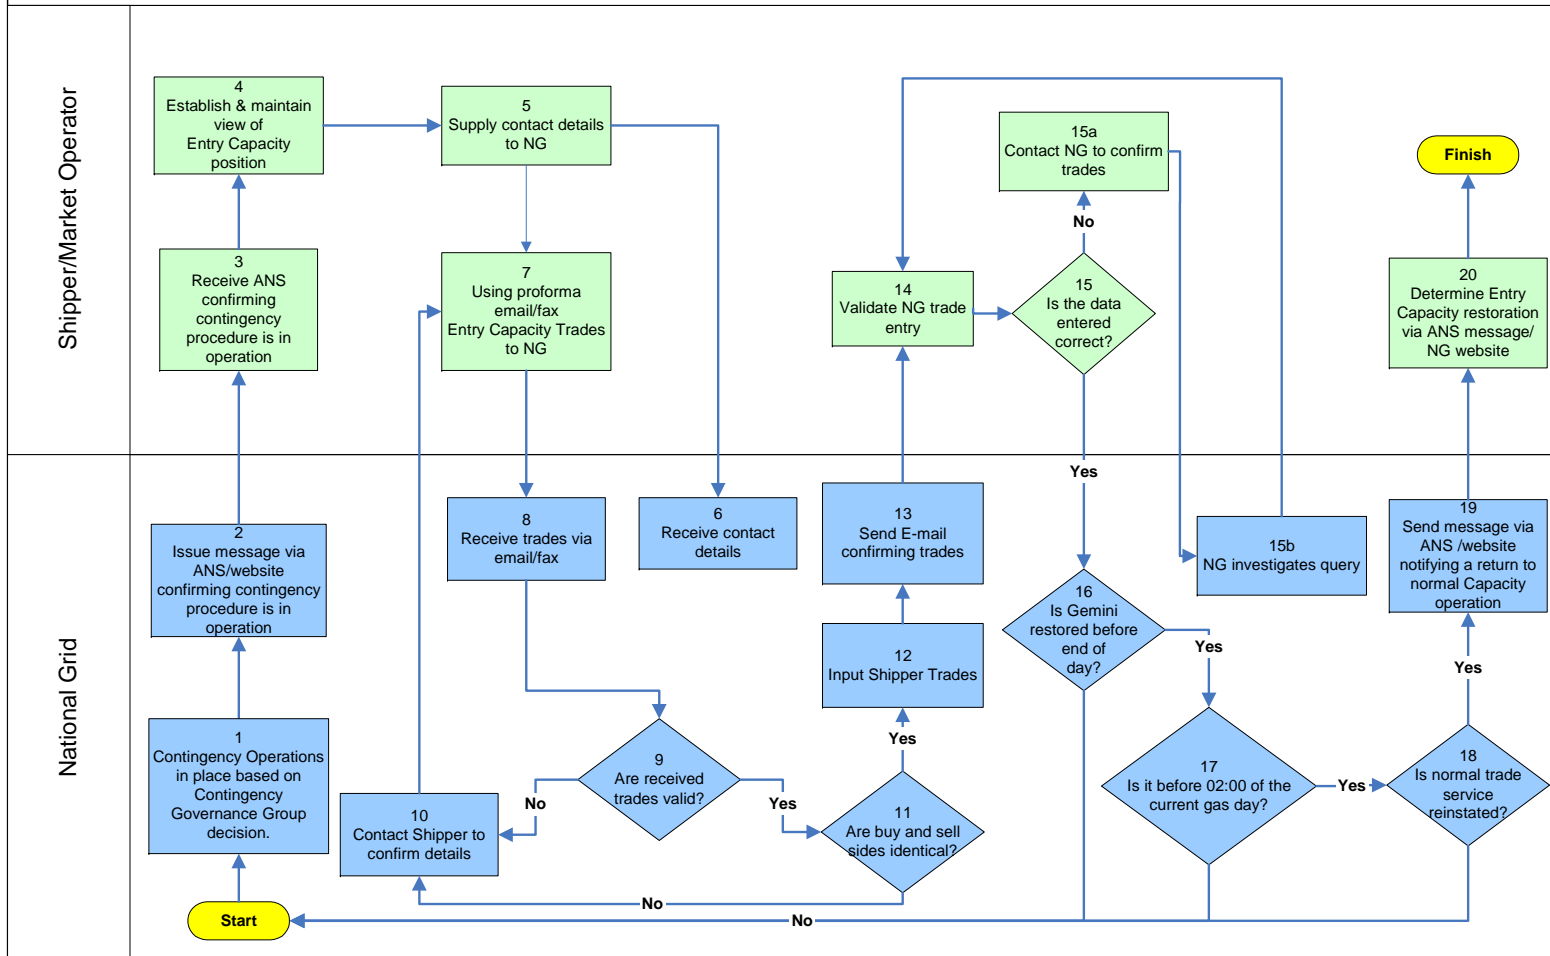 Shipper/Market Operator
4
Establish & maintain
view of
Entry Capacity
position
5
Supply contact details
to NG
15a
Contact NG to confirm
trades
Finish
No
3
Receive ANS
confirming
contingency
procedure is in
operation
7
Using proforma
email/fax
Entry Capacity Trades
to NG
14
Validate NG trade
entry
15
Is the data
entered
correct?
20
Determine Entry
Capacity restoration
via ANS message/
NG website
Yes
National Grid
2
Issue message via
ANS/website
confirming contingency
procedure is in
operation
8
Receive trades via
email/fax
6
Receive contact
details
13
Send E-mail
confirming trades
15b
NG investigates query
19
Send message via
ANS /website
notifying a return to
normal Capacity
operation
16
Is Gemini
restored before
end of
day?
Yes
12
Input Shipper Trades
Yes
1
Contingency Operations
in place based on
Contingency
Governance Group
decision.
9
Are received
trades valid?
No
Yes
Yes
10
Contact Shipper to
confirm details
11
Are buy and sell
sides identical?
17
Is it before 02:00 of the
current gas day?
Yes
18
Is normal trade
service
reinstated?
No
Start
No